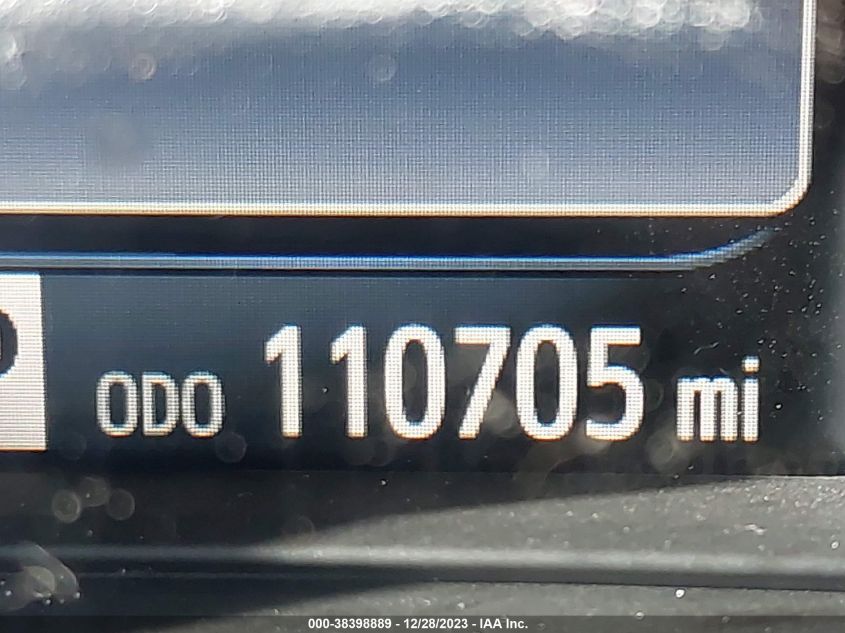 ODO 110705 mi
000-38398889 - 12/28/2023 - IAA Inc.